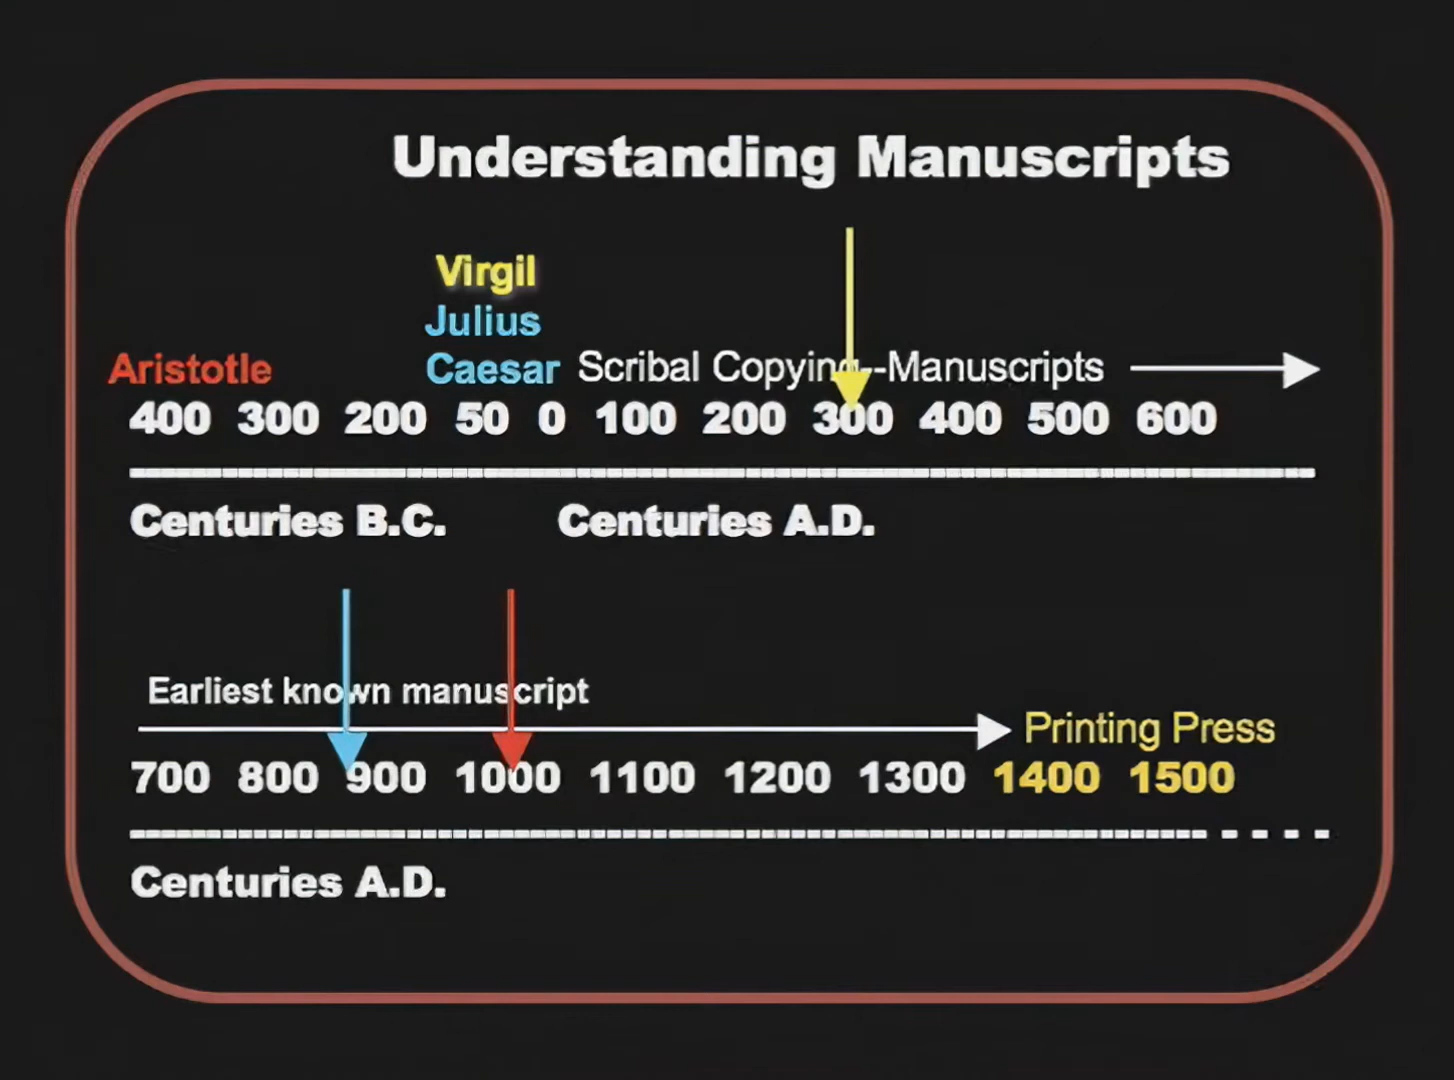 Understanding Manuscripts
Virgil
Julius
Caesar
Aristotle
Scribal Copying--Manuscripts
400 300 200 50 0 100 200 300 400 500 600
Centuries B.C. Centuries A.D.
Earliest known manuscript
Printing Press
700 800 900 1000 1100 1200 1300 1400 1500
Centuries A.D.